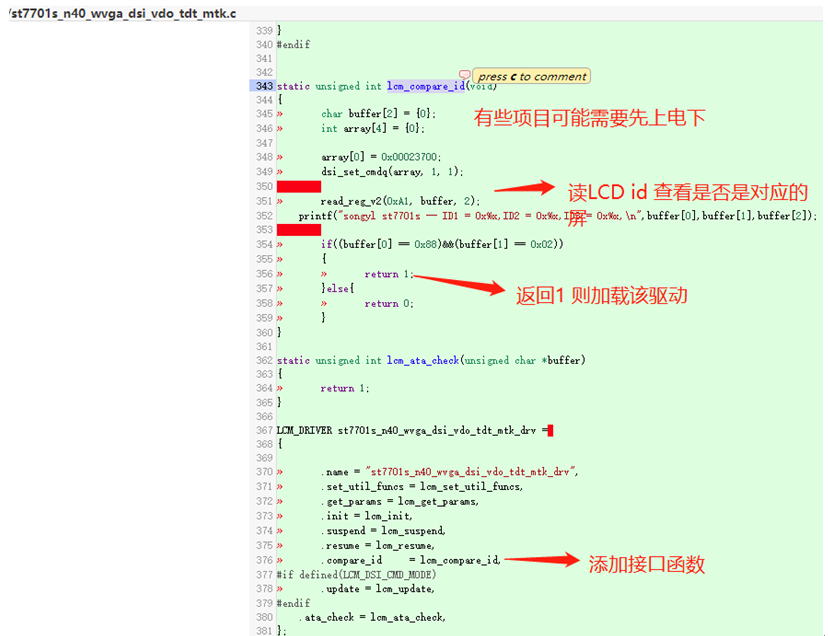 /st7701s_n40_wvga_dsi_vdo_tdt_mtk.c
339 }
340 #endif
341
342
press c to comment
343 static unsigned int lcm_compare_id(void)
344 {
有些项目可能需要先上电下
345 » char buffer[2] = {0};
346 » int array[4] = {0};
347
348 » array[0] = 0x00023700;
349 » dsi_set_cmdq(array, 1, 1);
350
读LCD id 查看是否是对应的
屏
351 » read_reg_v2(0xA1, buffer, 2);
352 printf("songyl st7701s -- ID1 = 0x%x,ID2 = 0x%x,ID3 = 0x%x,\n",buffer[0],buffer[1],buffer[2]);
353
354 » if((buffer[0] == 0x88)&&(buffer[1] == 0x02))
355 » {
356 » » return 1;
返回1 则加载该驱动
357 » }else{
358 » » return 0;
359 » }
360 }
361
362 static unsigned int lcm_ata_check(unsigned char *buffer)
363 {
364 » return 1;
365 }
366
367 LCM_DRIVER st7701s_n40_wvga_dsi_vdo_tdt_mtk_drv =
368 {
369
370 » .name = "st7701s_n40_wvga_dsi_vdo_tdt_mtk_drv",
371 » .set_util_funcs = lcm_set_util_funcs,
372 » .get_params = lcm_get_params,
373 » .init = lcm_init,
374 » .suspend = lcm_suspend,
375 » .resume = lcm_resume,
376 » .compare_id = lcm_compare_id,
添加接口函数
377 #if defined(LCM_DSI_CMD_MODE)
378 » .update = lcm_update,
379 #endif
380 .ata_check = lcm_ata_check,
381 };